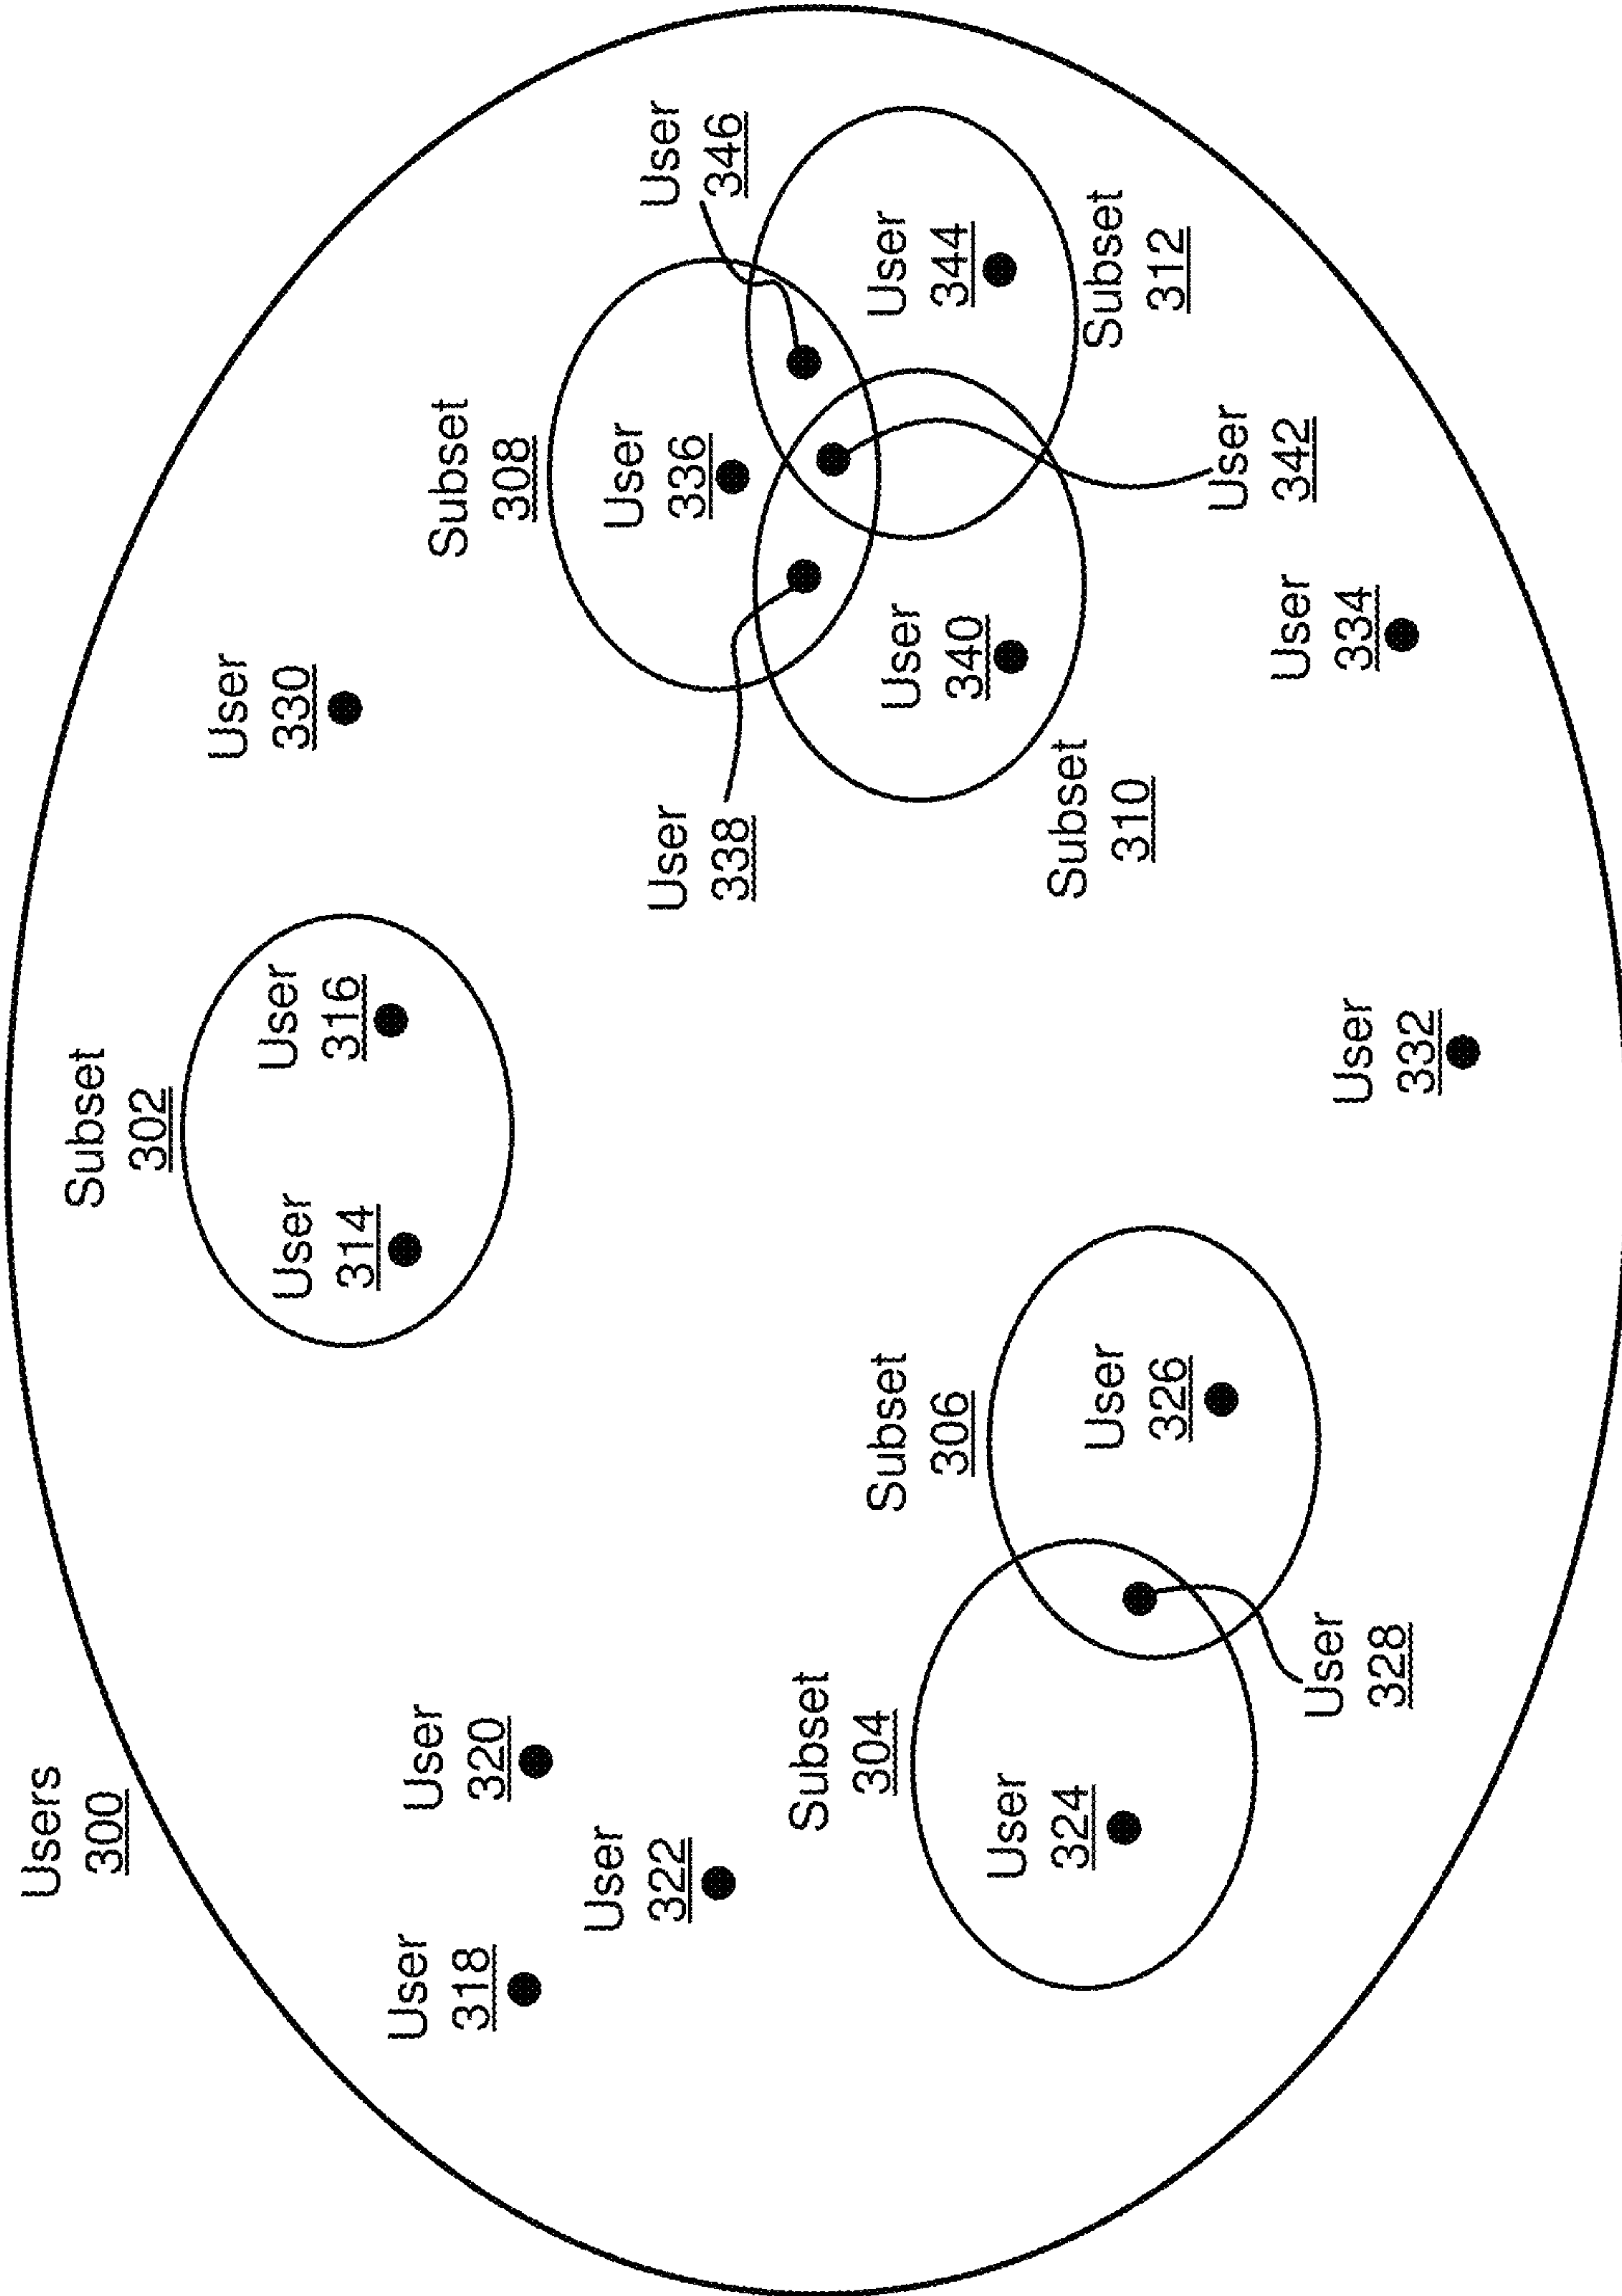 Users
300
User
318
User
320
User
322
Subset
302
User
314
User
316
User
330
Subset
304
User
324
Subset
306
User
326
User
328
Subset
308
User
336
User
338
User
346
Subset
310
User
340
User
344
Subset
312
User
342
User
332
User
334